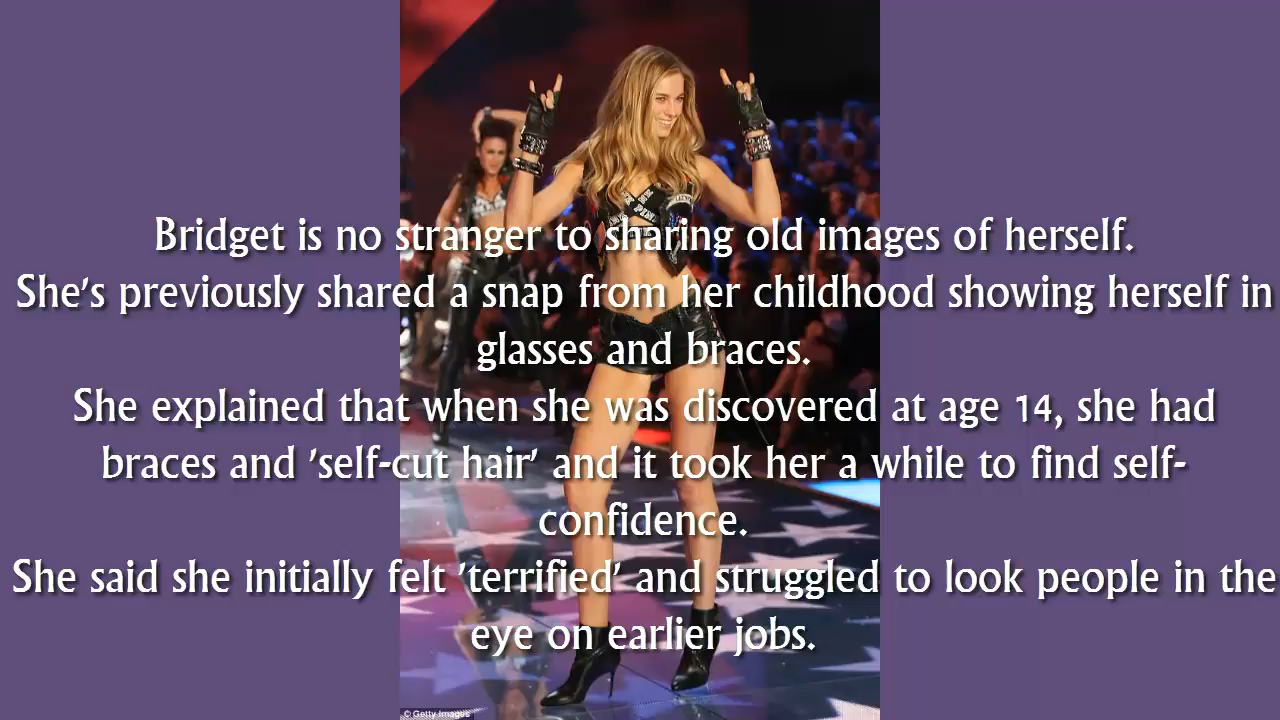 Bridget is no stranger to sharing old images of herself.
She's previously shared a snap from her childhood showing herself in
glasses and braces.
She explained that when she was discovered at age 14, she had
braces and 'self-cut hair' and it took her a while to find self-
confidence.
She said she initially felt 'terrified' and struggled to look people in the
eye on earlier jobs.
© Getty Images